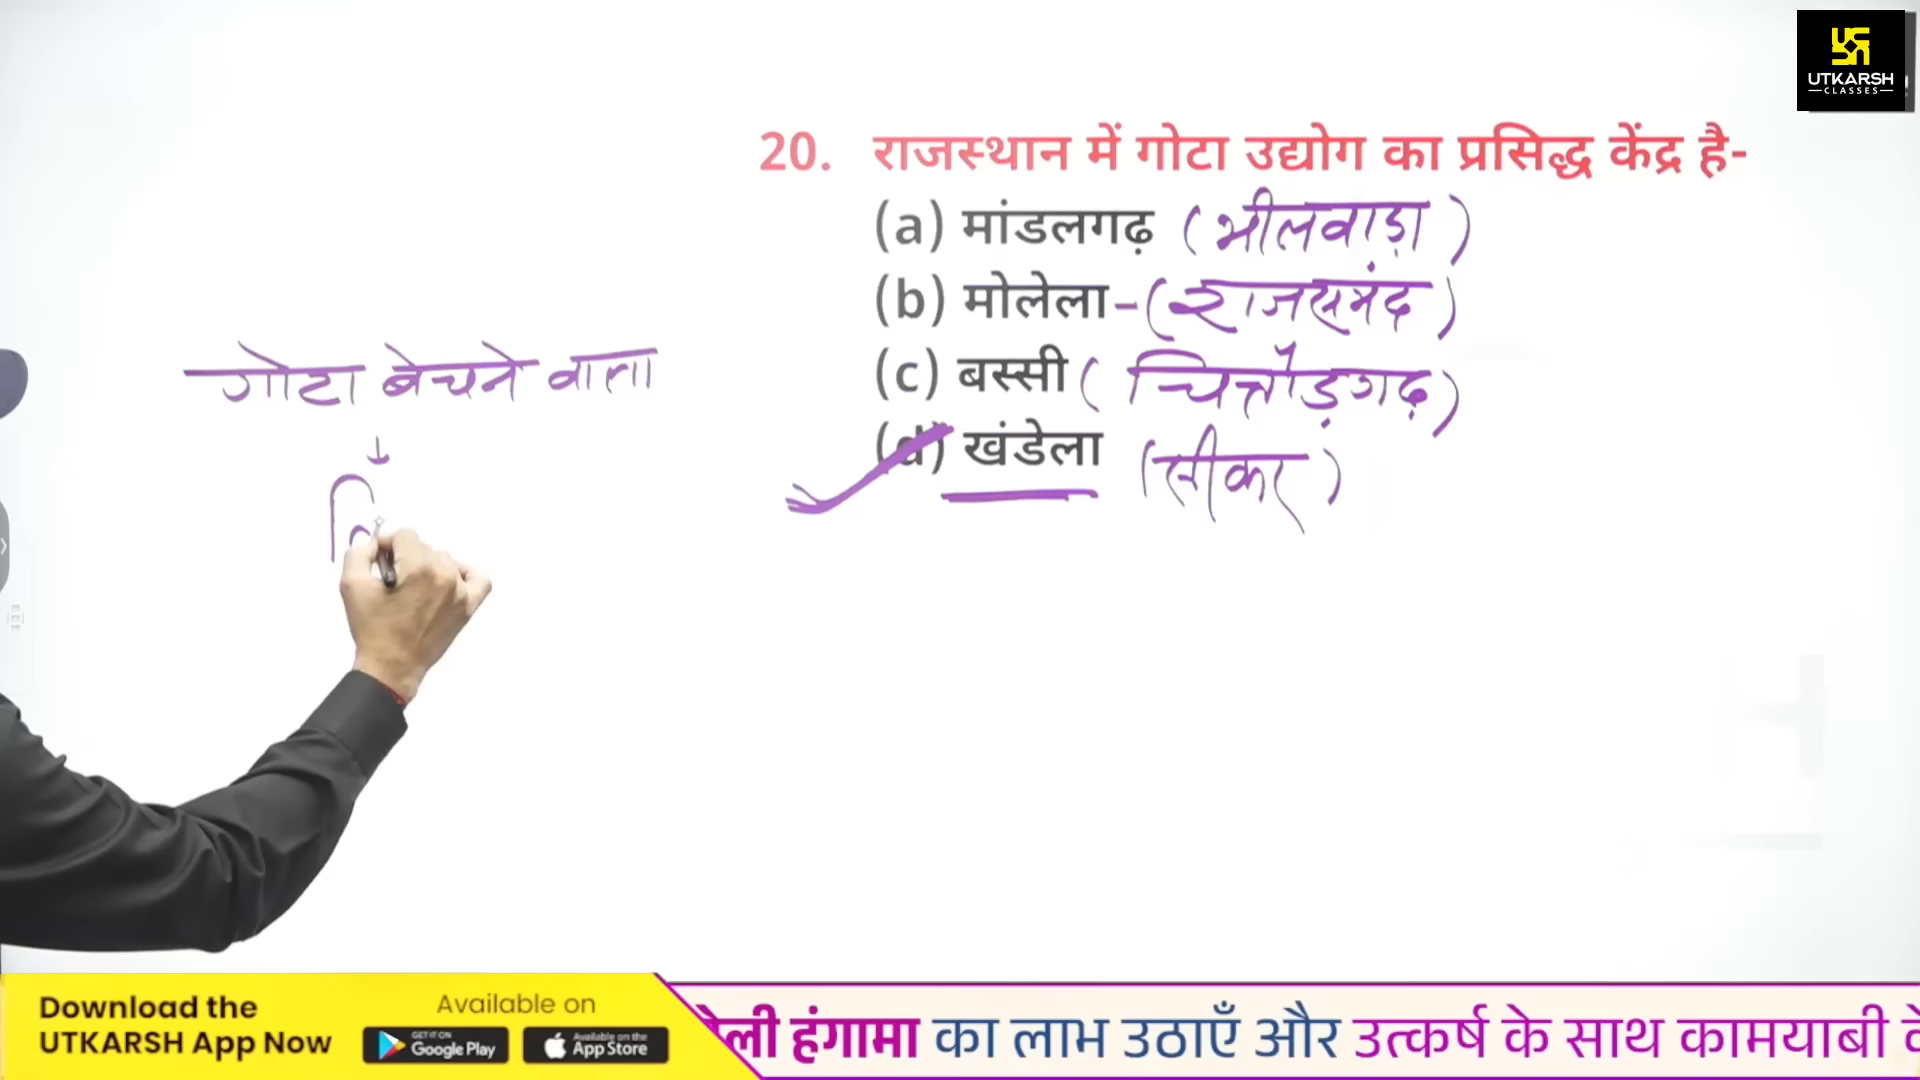 UTKARSH
CLASSES
20. राजस्थान में गोटा उद्योग का प्रसिद्ध केंद्र है-
(a) मांडलगढ़ (भीलवाड़ा)
(b) मोलेला-(राजसमंद)
(c) बस्सी (चित्तौड़गढ़)
(d) खंडेला (सीकर)
गोटा बेचने वाला
Download the
UTKARSH App Now
Available on
GET IT ON
Google Play
Available on the
App Store
ली हंगामा का लाभ उठाएँ और उत्कर्ष के साथ कामयाबी